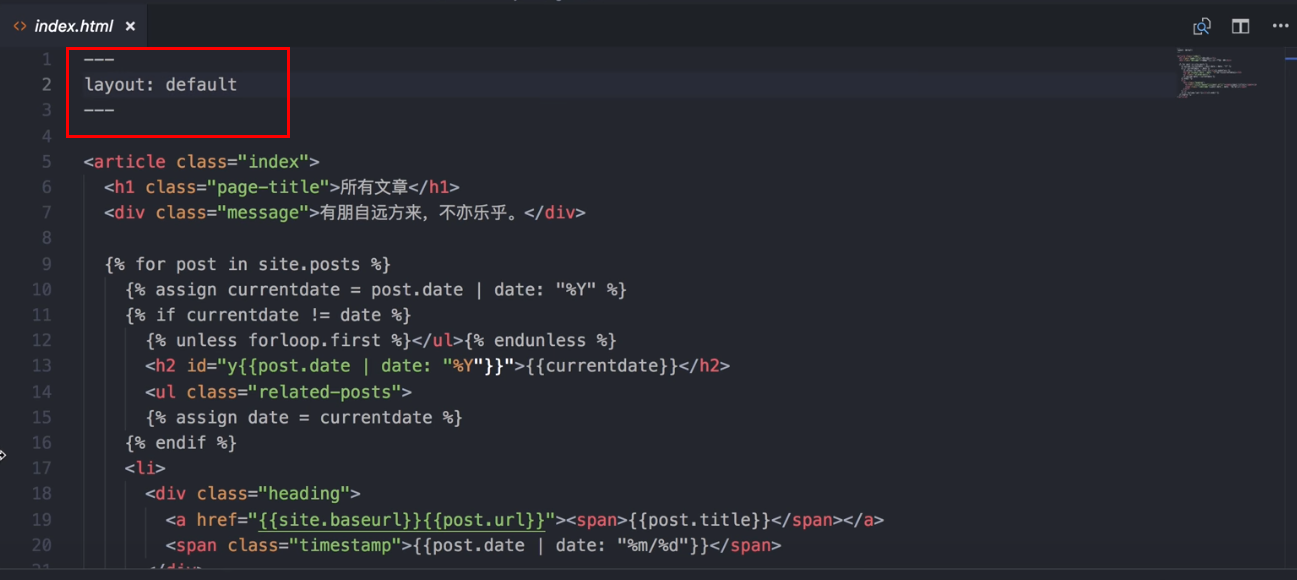 index.html
1 ---
2 layout: default
3 ---
4
5 <article class="index">
6 <h1 class="page-title">所有文章</h1>
7 <div class="message">有朋自远方来，不亦乐乎。</div>
8
9 {% for post in site.posts %}
10 {% assign currentdate = post.date | date: "%Y" %}
11 {% if currentdate != date %}
12 {% unless forloop.first %}</ul>{% endunless %}
13 <h2 id="y{{post.date | date: "%Y"}}">{{currentdate}}</h2>
14 <ul class="related-posts">
15 {% assign date = currentdate %}
16 {% endif %}
17 <li>
18 <div class="heading">
19 <a href="{{site.baseurl}}{{post.url}}"><span>{{post.title}}</span></a>
20 <span class="timestamp">{{post.date | date: "%m/%d"}}</span>
21 </div>